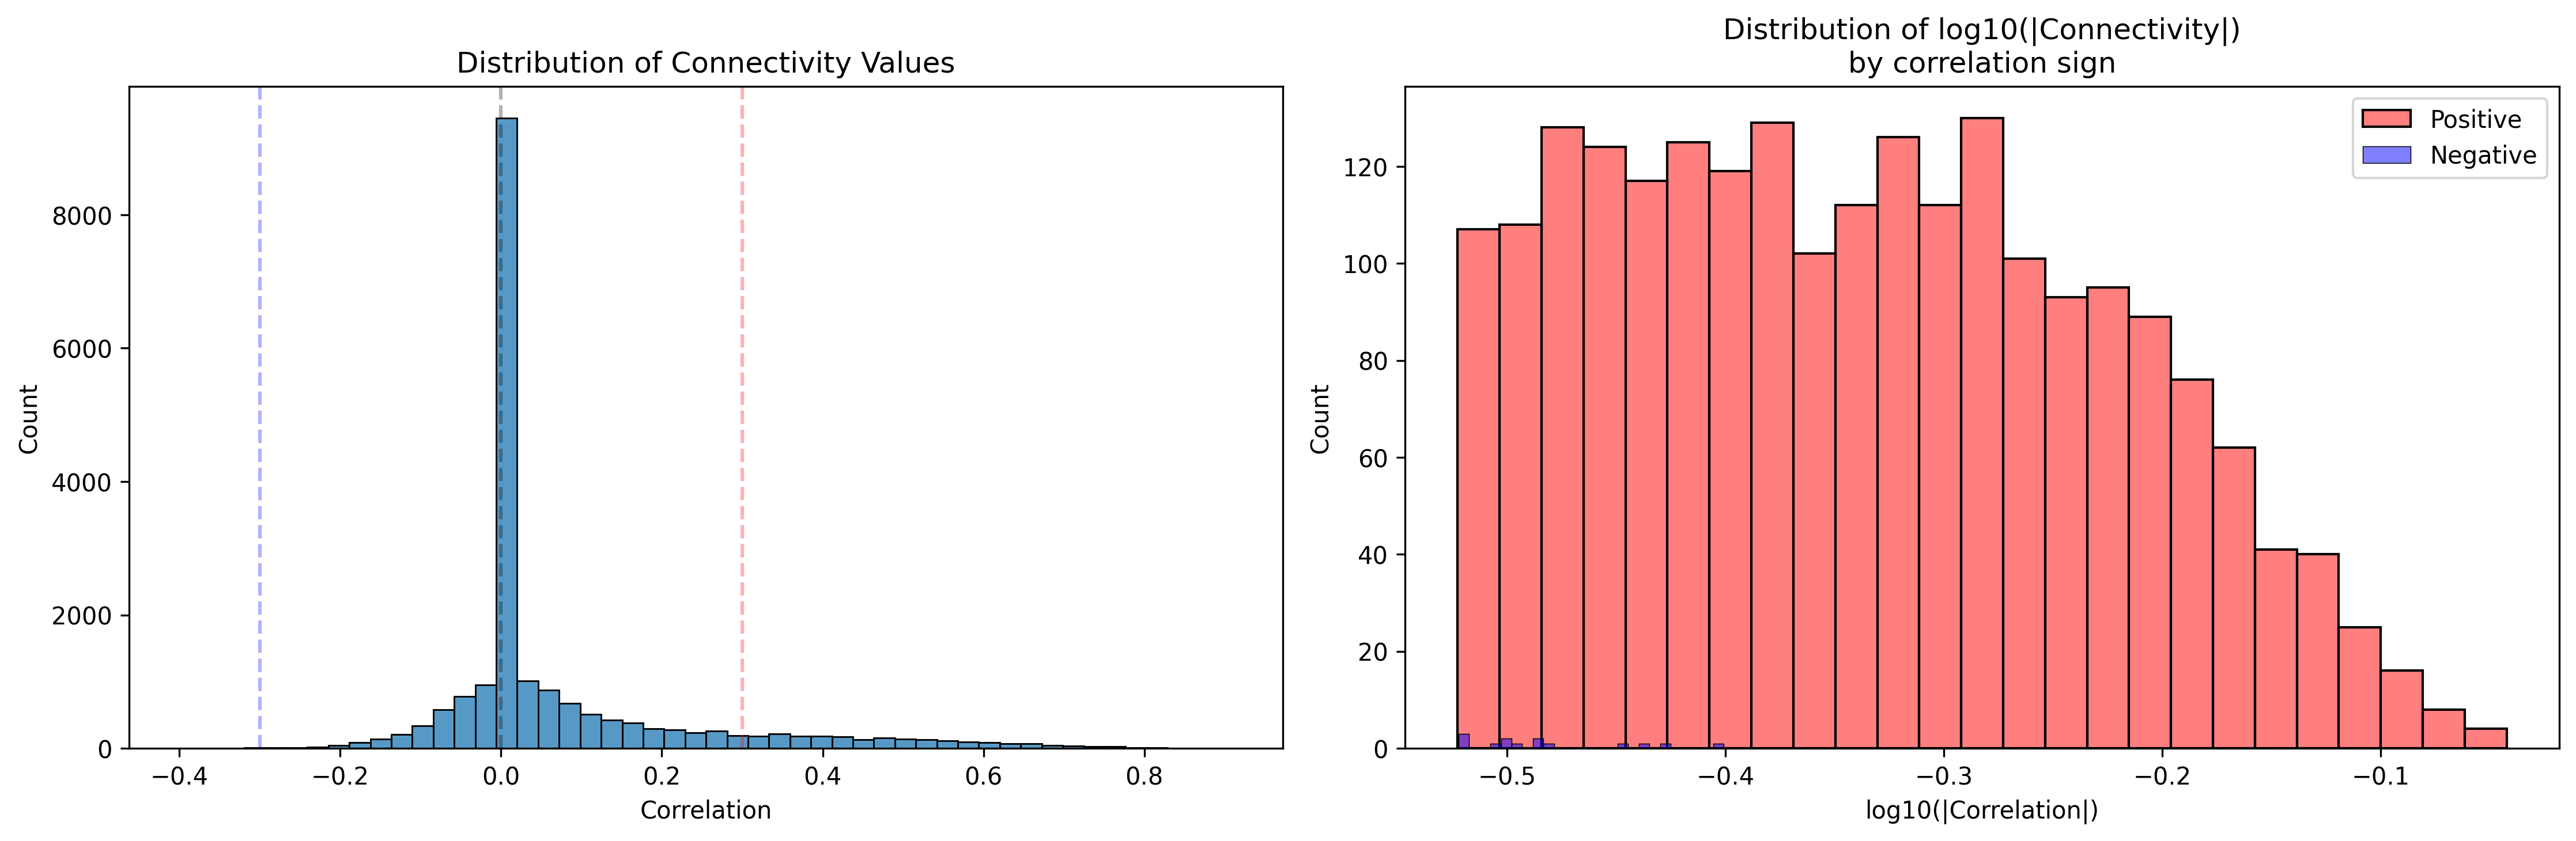 Distribution of Connectivity Values
Count
8000
6000
4000
2000
0
−0.4
−0.2
0.0
0.2
0.4
0.6
0.8
Correlation
Distribution of log10(|Connectivity|)
by correlation sign
Positive
Negative
Count
120
100
80
60
40
20
0
−0.5
−0.4
−0.3
−0.2
−0.1
log10(|Correlation|)